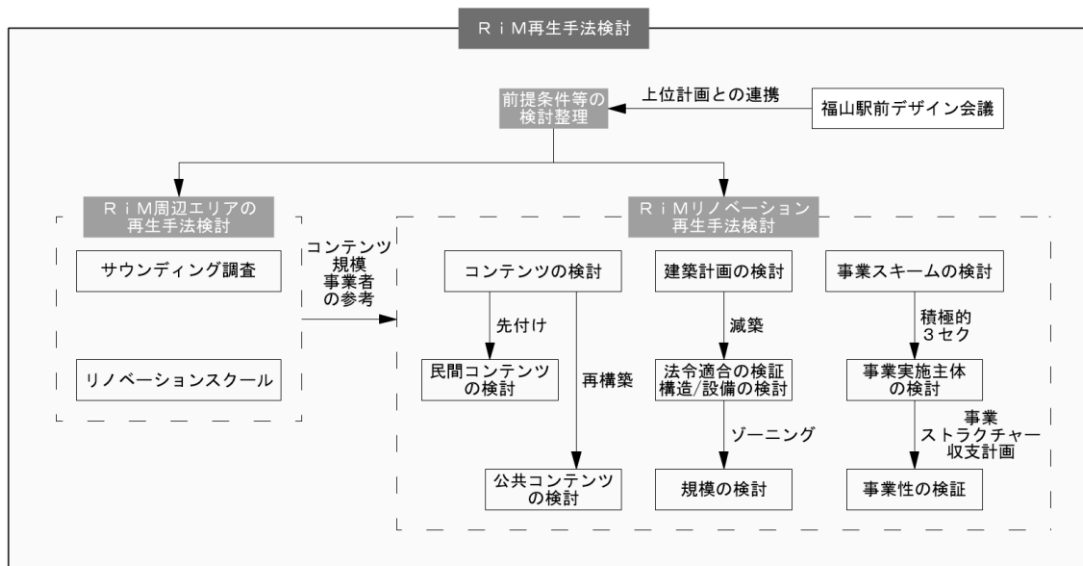 ＲｉＭ再生手法検討
前提条件等の
検討整理
上位計画との連携
福山駅前デザイン会議
ＲｉＭ周辺エリアの
再生手法検討
サウンディング調査
リノベーションスクール
コンテンツ
規模
事業者
の参考
ＲｉＭリノベーション
再生手法検討
コンテンツの検討
先付け
民間コンテンツ
の検討
再構築
公共コンテンツ
の検討
建築計画の検討
減築
法令適合の検証
構造/設備の検討
ゾーニング
規模の検討
事業スキームの検討
積極的
３セク
事業実施主体
の検討
事業
ストラクチャー
収支計画
事業性の検証